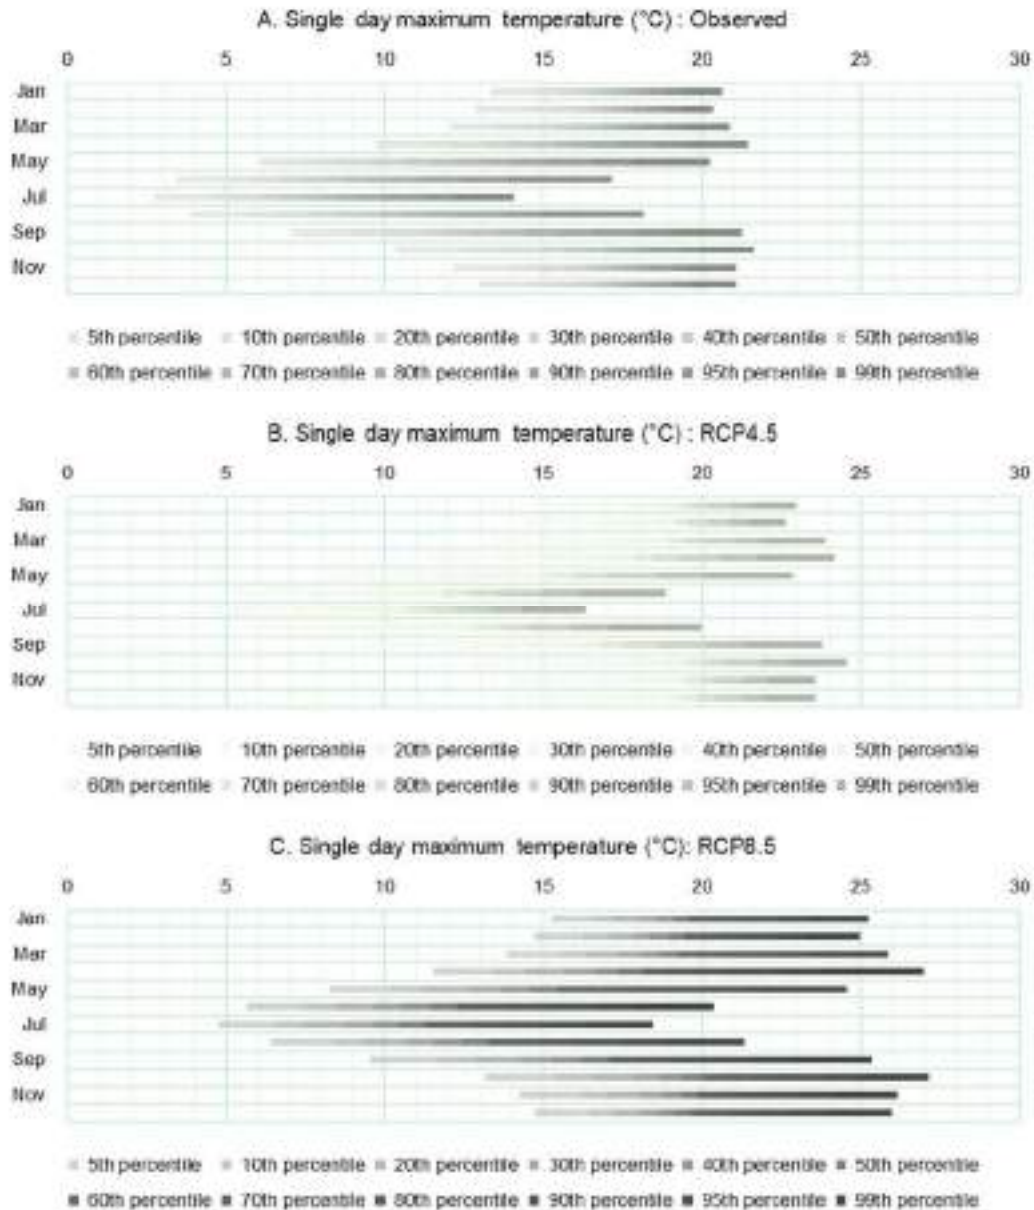 A. Single day maximum temperature (°C) : Observed
0 5 10 15 20 25 30
Jan
Mar
May
Jul
Sep
Nov
5th percentile 10th percentile 20th percentile 30th percentile 40th percentile 50th percentile
60th percentile 70th percentile 80th percentile 90th percentile 95th percentile 99th percentile
B. Single day maximum temperature (°C) : RCP4.5
0 5 10 15 20 25 30
Jan
Mar
May
Jul
Sep
Nov
5th percentile 10th percentile 20th percentile 30th percentile 40th percentile 50th percentile
60th percentile 70th percentile 80th percentile 90th percentile 95th percentile 99th percentile
C. Single day maximum temperature (°C): RCP8.5
0 5 10 15 20 25 30
Jan
Mar
May
Jul
Sep
Nov
5th percentile 10th percentile 20th percentile 30th percentile 40th percentile 50th percentile
60th percentile 70th percentile 80th percentile 90th percentile 95th percentile 99th percentile